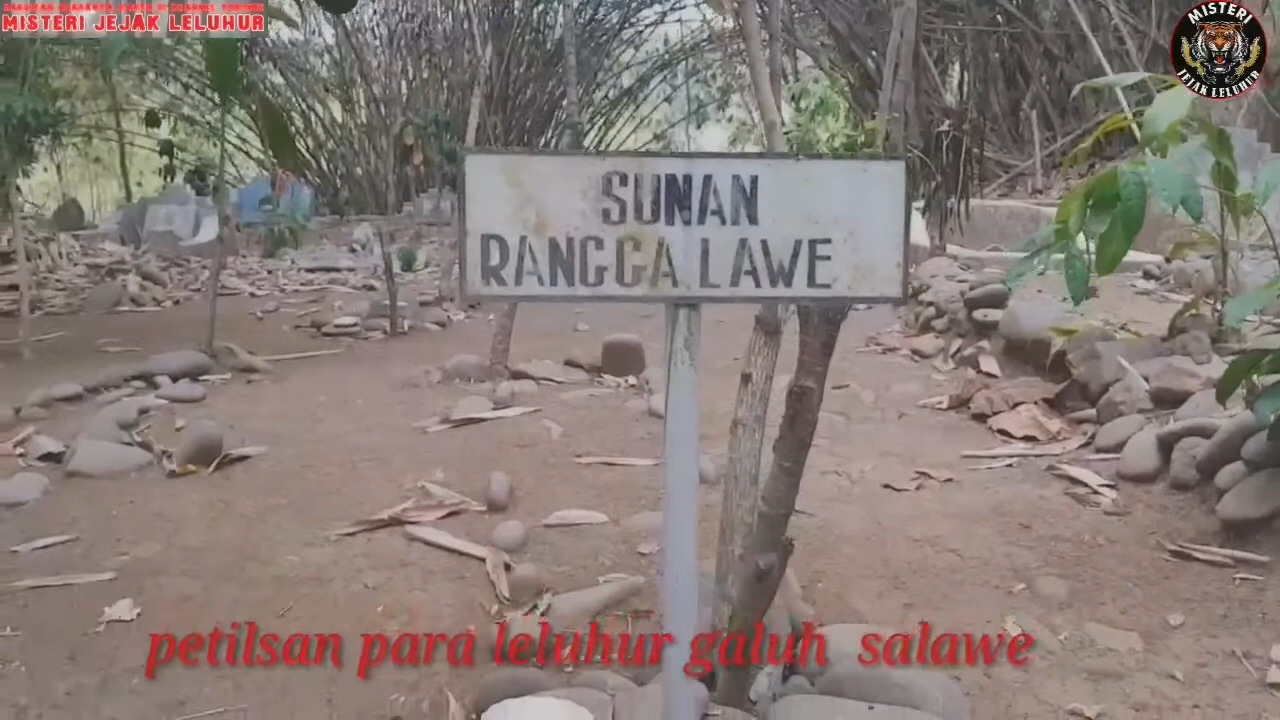 MISTERI JEJAK LELUHUR
MISTERI
JEJAK LELUHUR
SUNAN
RANGGA LAWE
petilsan para leluhur galuh salawe